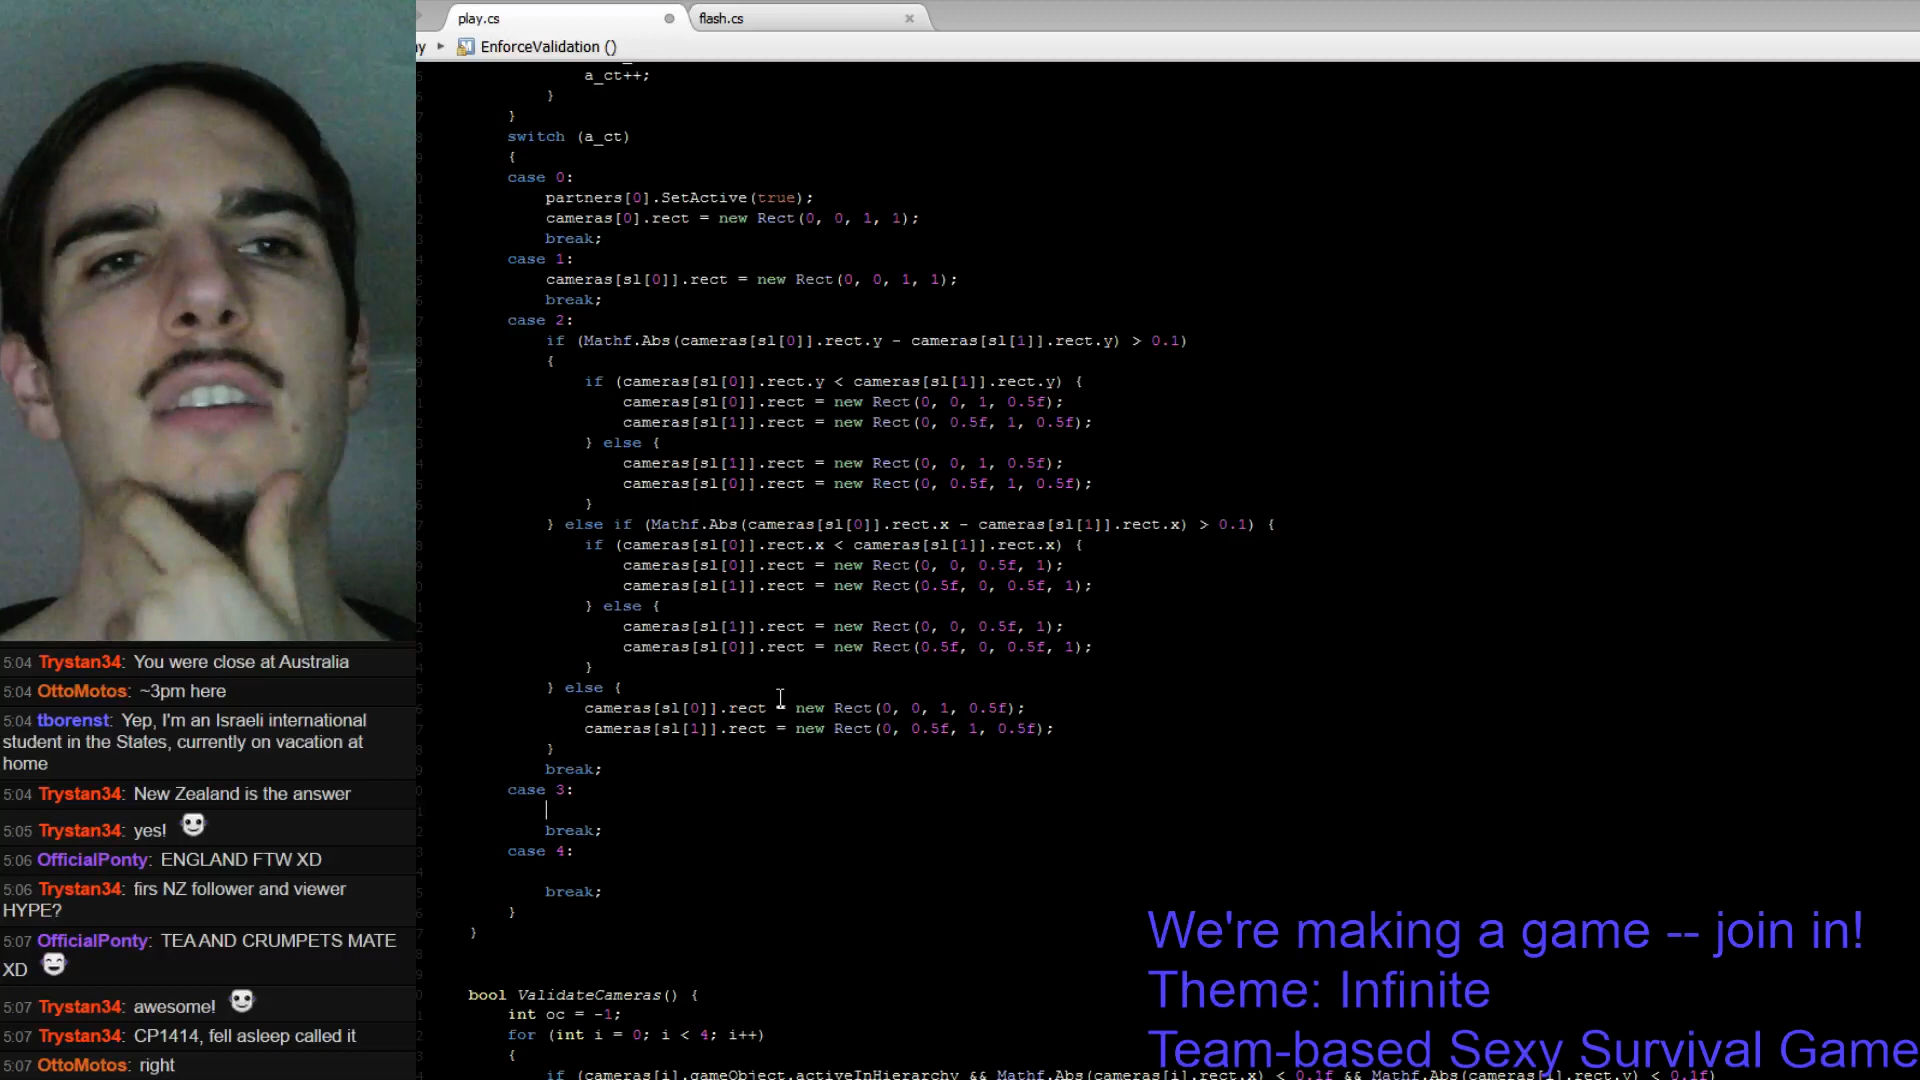 play.cs
flash.cs
EnforceValidation ()
a_ct++;
}
}
switch (a_ct)
{
case 0:
partners[0].SetActive(true);
cameras[0].rect = new Rect(0, 0, 1, 1);
break;
case 1:
cameras[sl[0]].rect = new Rect(0, 0, 1, 1);
break;
case 2:
if (Mathf.Abs(cameras[sl[0]].rect.y - cameras[sl[1]].rect.y) > 0.1)
{
if (cameras[sl[0]].rect.y < cameras[sl[1]].rect.y) {
cameras[sl[0]].rect = new Rect(0, 0, 1, 0.5f);
cameras[sl[1]].rect = new Rect(0, 0.5f, 1, 0.5f);
} else {
cameras[sl[1]].rect = new Rect(0, 0, 1, 0.5f);
cameras[sl[0]].rect = new Rect(0, 0.5f, 1, 0.5f);
}
} else if (Mathf.Abs(cameras[sl[0]].rect.x - cameras[sl[1]].rect.x) > 0.1) {
if (cameras[sl[0]].rect.x < cameras[sl[1]].rect.x) {
cameras[sl[0]].rect = new Rect(0, 0, 0.5f, 1);
cameras[sl[1]].rect = new Rect(0.5f, 0, 0.5f, 1);
} else {
cameras[sl[1]].rect = new Rect(0, 0, 0.5f, 1);
cameras[sl[0]].rect = new Rect(0.5f, 0, 0.5f, 1);
}
} else {
cameras[sl[0]].rect = new Rect(0, 0, 1, 0.5f);
cameras[sl[1]].rect = new Rect(0, 0.5f, 1, 0.5f);
}
break;
case 3:
break;
case 4:
break;
}
}
bool ValidateCameras() {
int oc = -1;
for (int i = 0; i < 4; i++)
{
if (cameras[i].gameObject.activeInHierarchy && Mathf.Abs(cameras[i].rect.x) < 0.1f && Mathf.Abs(cameras[i].rect.y) < 0.1f)
5:04 Trystan34: You were close at Australia
5:04 OttoMotos: ~3pm here
5:04 tborenst: Yep, I'm an Israeli international
student in the States, currently on vacation at
home
5:04 Trystan34: New Zealand is the answer
5:05 Trystan34: yes!
5:06 OfficialPonty: ENGLAND FTW XD
5:06 Trystan34: firs NZ follower and viewer
HYPE?
5:07 OfficialPonty: TEA AND CRUMPETS MATE
XD
5:07 Trystan34: awesome!
5:07 Trystan34: CP1414, fell asleep called it
5:07 OttoMotos: right
We're making a game -- join in!
Theme: Infinite
Team-based Sexy Survival Game